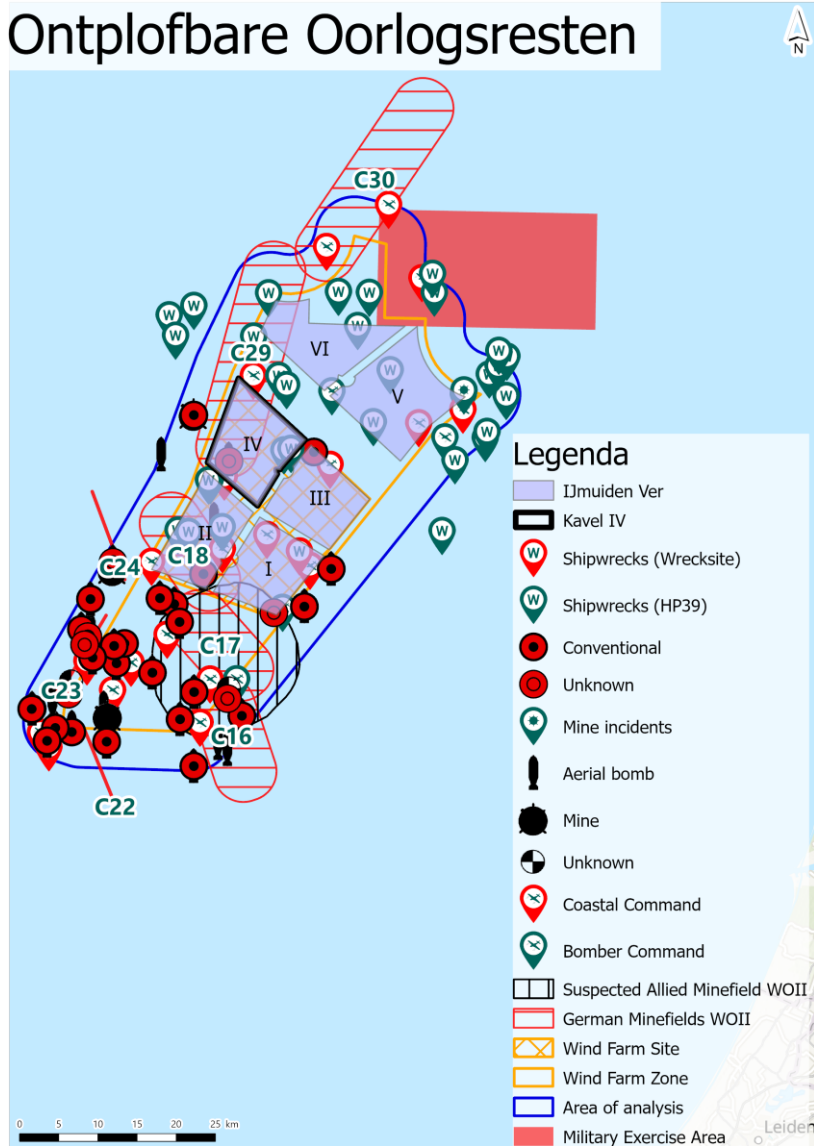 Ontplofbare Oorlogsresten
N
C30
VI
C29
V
IV
III
II
C18
I
C24
C17
C23
C16
C22
Legenda
IJmuiden Ver
Kavel IV
Shipwrecks (Wrecksite)
Shipwrecks (HP39)
Conventional
Unknown
Mine incidents
Aerial bomb
Mine
Unknown
Coastal Command
Bomber Command
Suspected Allied Minefield WOII
German Minefields WOII
Wind Farm Site
Wind Farm Zone
Area of analysis
Military Exercise Area
0 5 10 15 20 25 km
Leiden